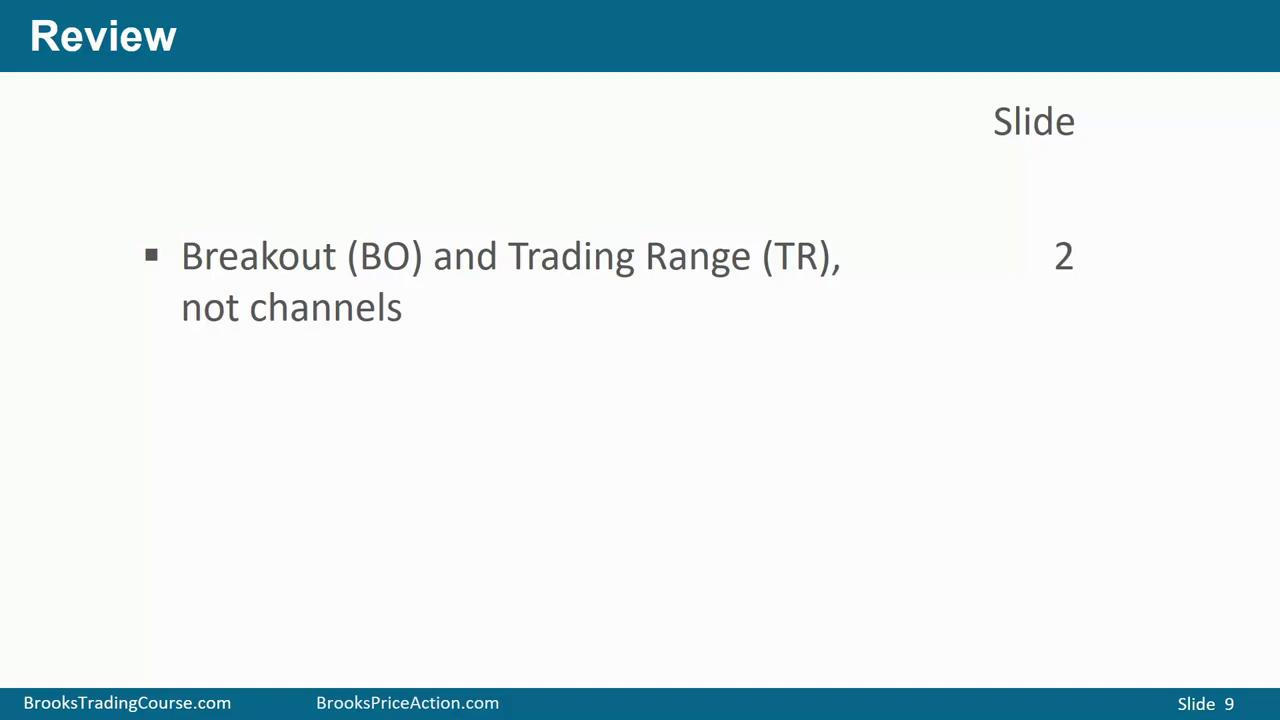 Review
Slide
▪ Breakout (BO) and Trading Range (TR), 2
not channels
BrooksTradingCourse.com BrooksPriceAction.com Slide 9